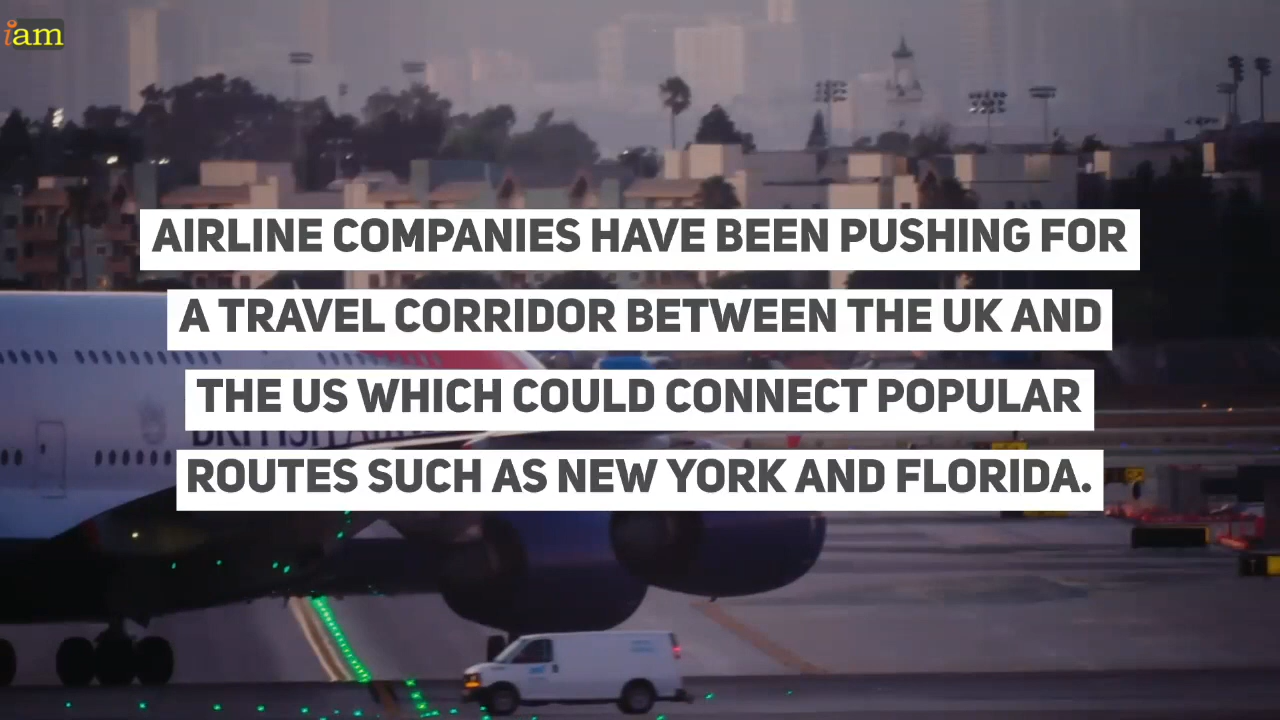 iam
AIRLINE COMPANIES HAVE BEEN PUSHING FOR
A TRAVEL CORRIDOR BETWEEN THE UK AND
THE US WHICH COULD CONNECT POPULAR
ROUTES SUCH AS NEW YORK AND FLORIDA.